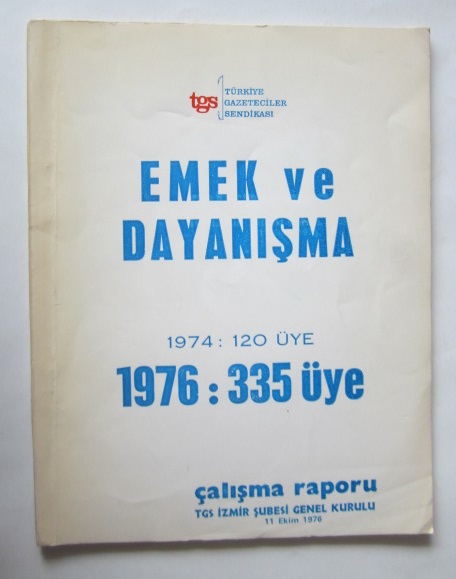 tgs
TÜRKİYE
GAZETECİLER
SENDİKASI
EMEK ve
DAYANIŞMA
1974: 120 ÜYE
1976: 335 üye
çalışma raporu
TGS İZMİR ŞUBESİ GENEL KURULU
11 Ekim 1976